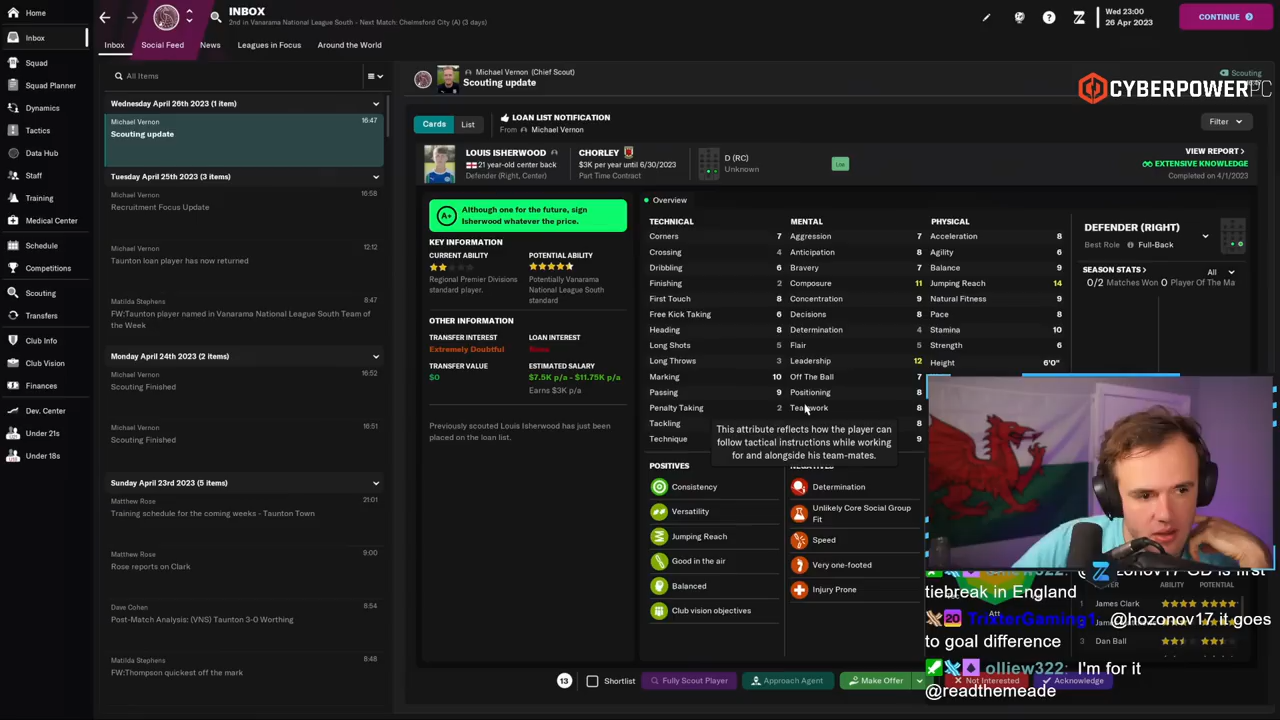 Home
Inbox
Squad
Squad Planner
Dynamics
Tactics
Data Hub
Staff
Training
Medical Center
Schedule
Competitions
Scouting
Transfers
Club Info
Club Vision
Finances
Dev. Center
Under 21s
Under 18s
INBOX
2nd in Vanarama National League South - Next Match: Chelmsford City (A) (3 days)
Wed 23:00
26 Apr 2023
CONTINUE
Inbox
Social Feed
News
Leagues in Focus
Around the World
All Items
Wednesday April 26th 2023 (1 item)
Michael Vernon 16:47
Scouting update
Tuesday April 25th 2023 (3 items)
Michael Vernon 16:58
Recruitment Focus Update
Michael Vernon 12:12
Taunton loan player has now returned
Matilda Stephens 8:47
FW:Taunton player named in Vanarama National League South Team of
the Week
Monday April 24th 2023 (2 items)
Michael Vernon 16:52
Scouting Finished
Michael Vernon 16:51
Scouting Finished
Sunday April 23rd 2023 (5 items)
Matthew Rose 21:01
Training schedule for the coming weeks - Taunton Town
Matthew Rose 9:00
Rose reports on Clark
Dave Cohen 8:54
Post-Match Analysis: (VNS) Taunton 3-0 Worthing
Matilda Stephens 8:48
FW:Thompson quickest off the mark
Michael Vernon (Chief Scout)
Scouting update
Scouting
CYBERPOWERPC
Cards
List
LOAN LIST NOTIFICATION
From Michael Vernon
Filter
LOUIS ISHERWOOD
21 year-old center back
Defender (Right, Center)
CHORLEY
$3K per year until 6/30/2023
Part Time Contract
D (RC)
Unknown
Low
VIEW REPORT >
EXTENSIVE KNOWLEDGE
Completed on 4/1/2023
A+
Although one for the future, sign
Isherwood whatever the price.
KEY INFORMATION
CURRENT ABILITY
Regional Premier Divisions
standard player.
POTENTIAL ABILITY
Potentially Vanarama
National League South
standard
OTHER INFORMATION
TRANSFER INTEREST
Extremely Doubtful
LOAN INTEREST
TRANSFER VALUE
$0
ESTIMATED SALARY
$7.5K p/a - $11.75K p/a
Earns $3K p/a
Previously scouted Louis Isherwood has just been
placed on the loan list.
Overview
TECHNICAL
Corners 7
Crossing 4
Dribbling 6
Finishing 2
First Touch 8
Free Kick Taking 6
Heading 8
Long Shots 5
Long Throws 3
Marking 10
Passing 9
Penalty Taking 2
Tackling
Technique
MENTAL
Aggression 7
Anticipation 8
Bravery 7
Composure 11
Concentration 9
Decisions 8
Determination 4
Flair 5
Leadership 12
Off The Ball 7
Positioning 8
Teamwork 8
8
9
This attribute reflects how the player can
follow tactical instructions while working
for and alongside his team-mates.
PHYSICAL
Acceleration 8
Agility 6
Balance 9
Jumping Reach 14
Natural Fitness 9
Pace 8
Stamina 10
Strength 6
Height 6'0"
DEFENDER (RIGHT)
Best Role Full-Back
SEASON STATS >
All
0/2 Matches Won 0 Player Of The Ma
POSITIVES
Consistency
Versatility
Jumping Reach
Good in the air
Balanced
Club vision objectives
NEGATIVES
Determination
Unlikely Core Social Group
Fit
Speed
Very one-footed
Injury Prone
Att
ABILITY POTENTIAL
1 James Clark
3 Dan Ball
olliew322: @hozonov17 GD is first
tiebreak in England
TrixterGaming1: @hozonov17 it goes
to goal difference
olliew322: I'm for it
@readthemeade
13
Shortlist
Fully Scout Player
Approach Agent
Make Offer
Not Interested
Acknowledge